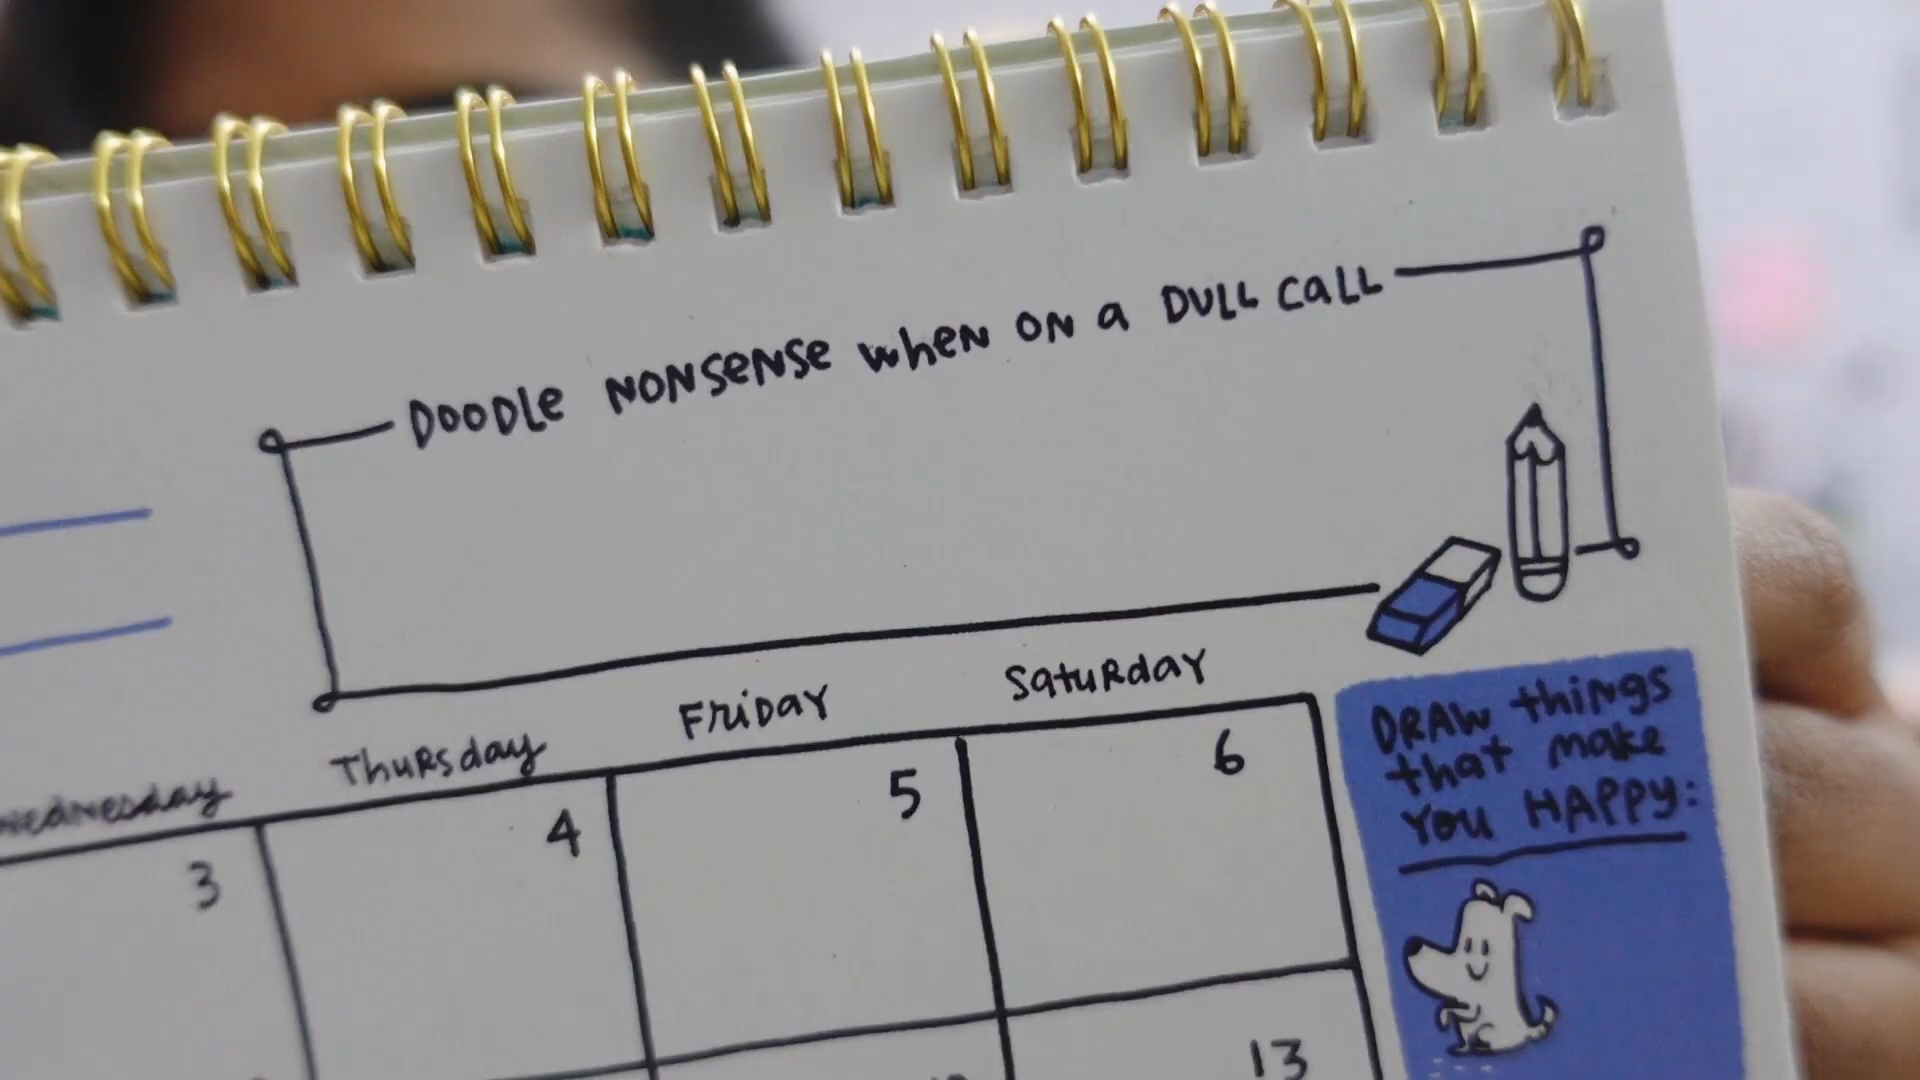 DOODLE NONSENSE WHEN ON a DULL CALL
Wednesday Thursday Friday Saturday
3 4 5 6
13
DRAW things
that make
you HAPPY: